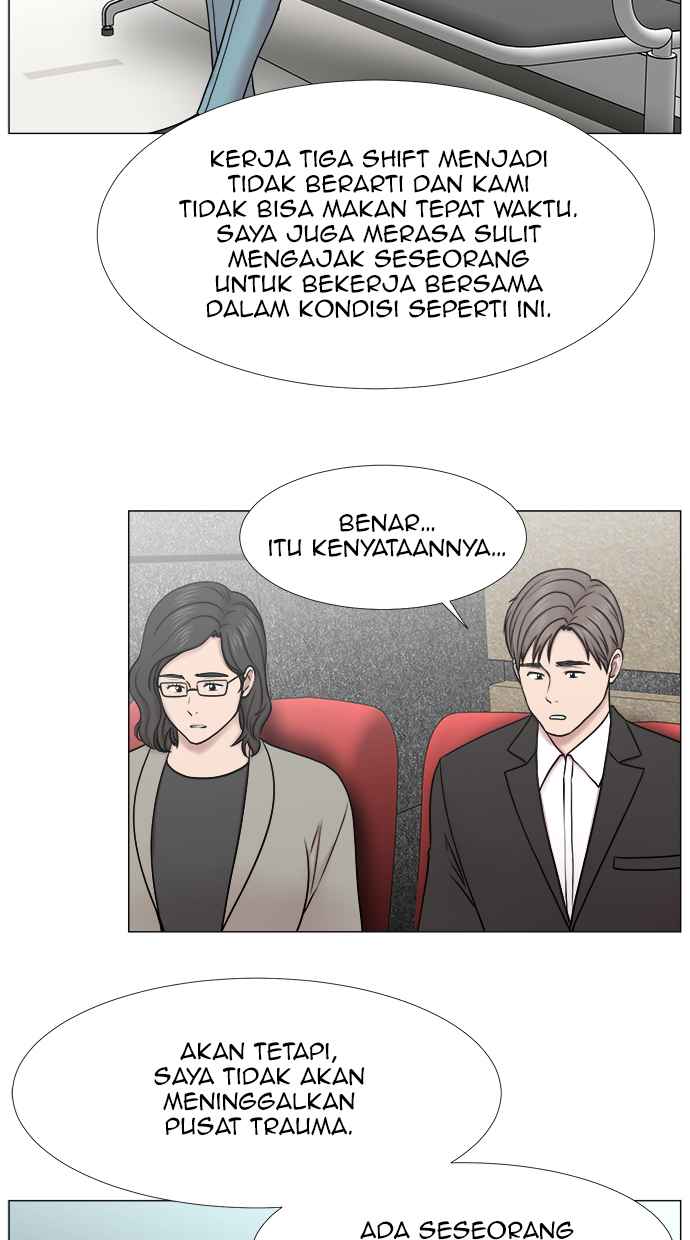 KERJA TIGA SHIFT MENJADI
TIDAK BERARTI DAN KAMI
TIDAK BISA MAKAN TEPAT WAKTU.
SAYA JUGA MERASA SULIT
MENGAJAK SESEORANG
UNTUK BEKERJA BERSAMA
DALAM KONDISI SEPERTI INI.
BENAR...
ITU KENYATAANNYA...
AKAN TETAPI,
SAYA TIDAK AKAN
MENINGGALKAN
PUSAT TRAUMA.
ADA SESEORANG